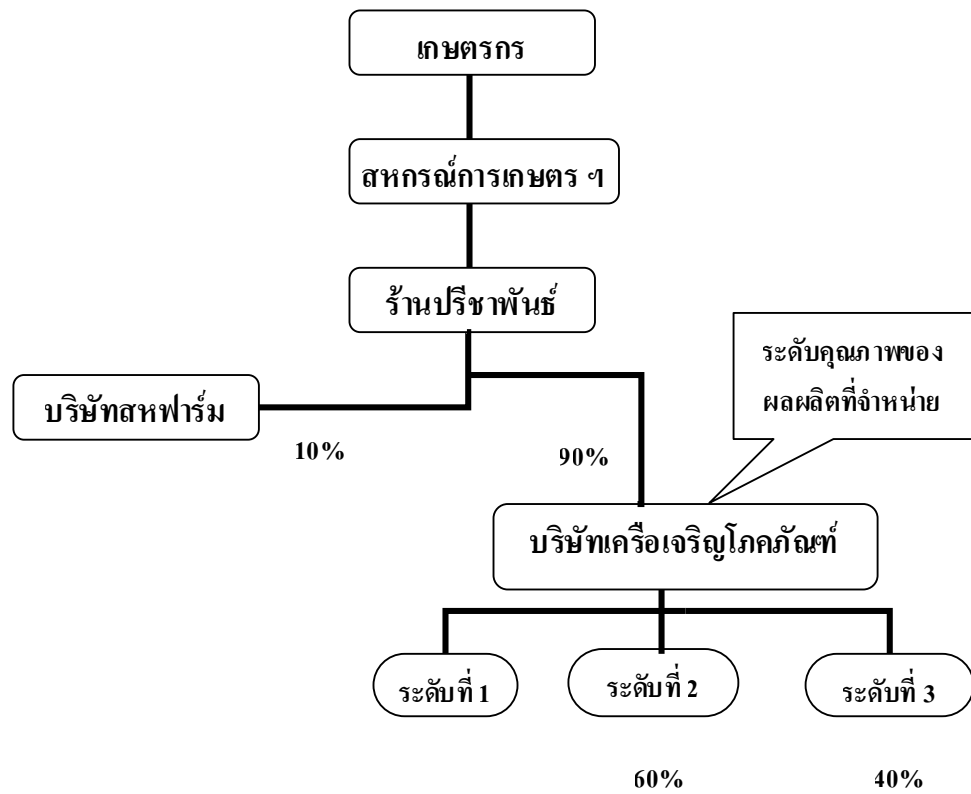 เกษตรกร
สหกรณ์การเกษตร ฯ
ร้านปรีชาพันธ์
ระดับคุณภาพของ
ผลผลิตที่จำหน่าย
บริษัทสหฟาร์ม
10%
90%
บริษัทเครือเจริญโภคภัณฑ์
ระดับที่ 1
ระดับที่ 2
ระดับที่ 3
60%
40%